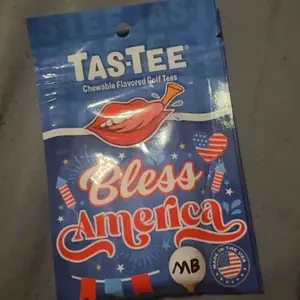 TAS-TEE®
Chewable Flavored Golf Tees
Bless
America
MB
MADE IN THE USA